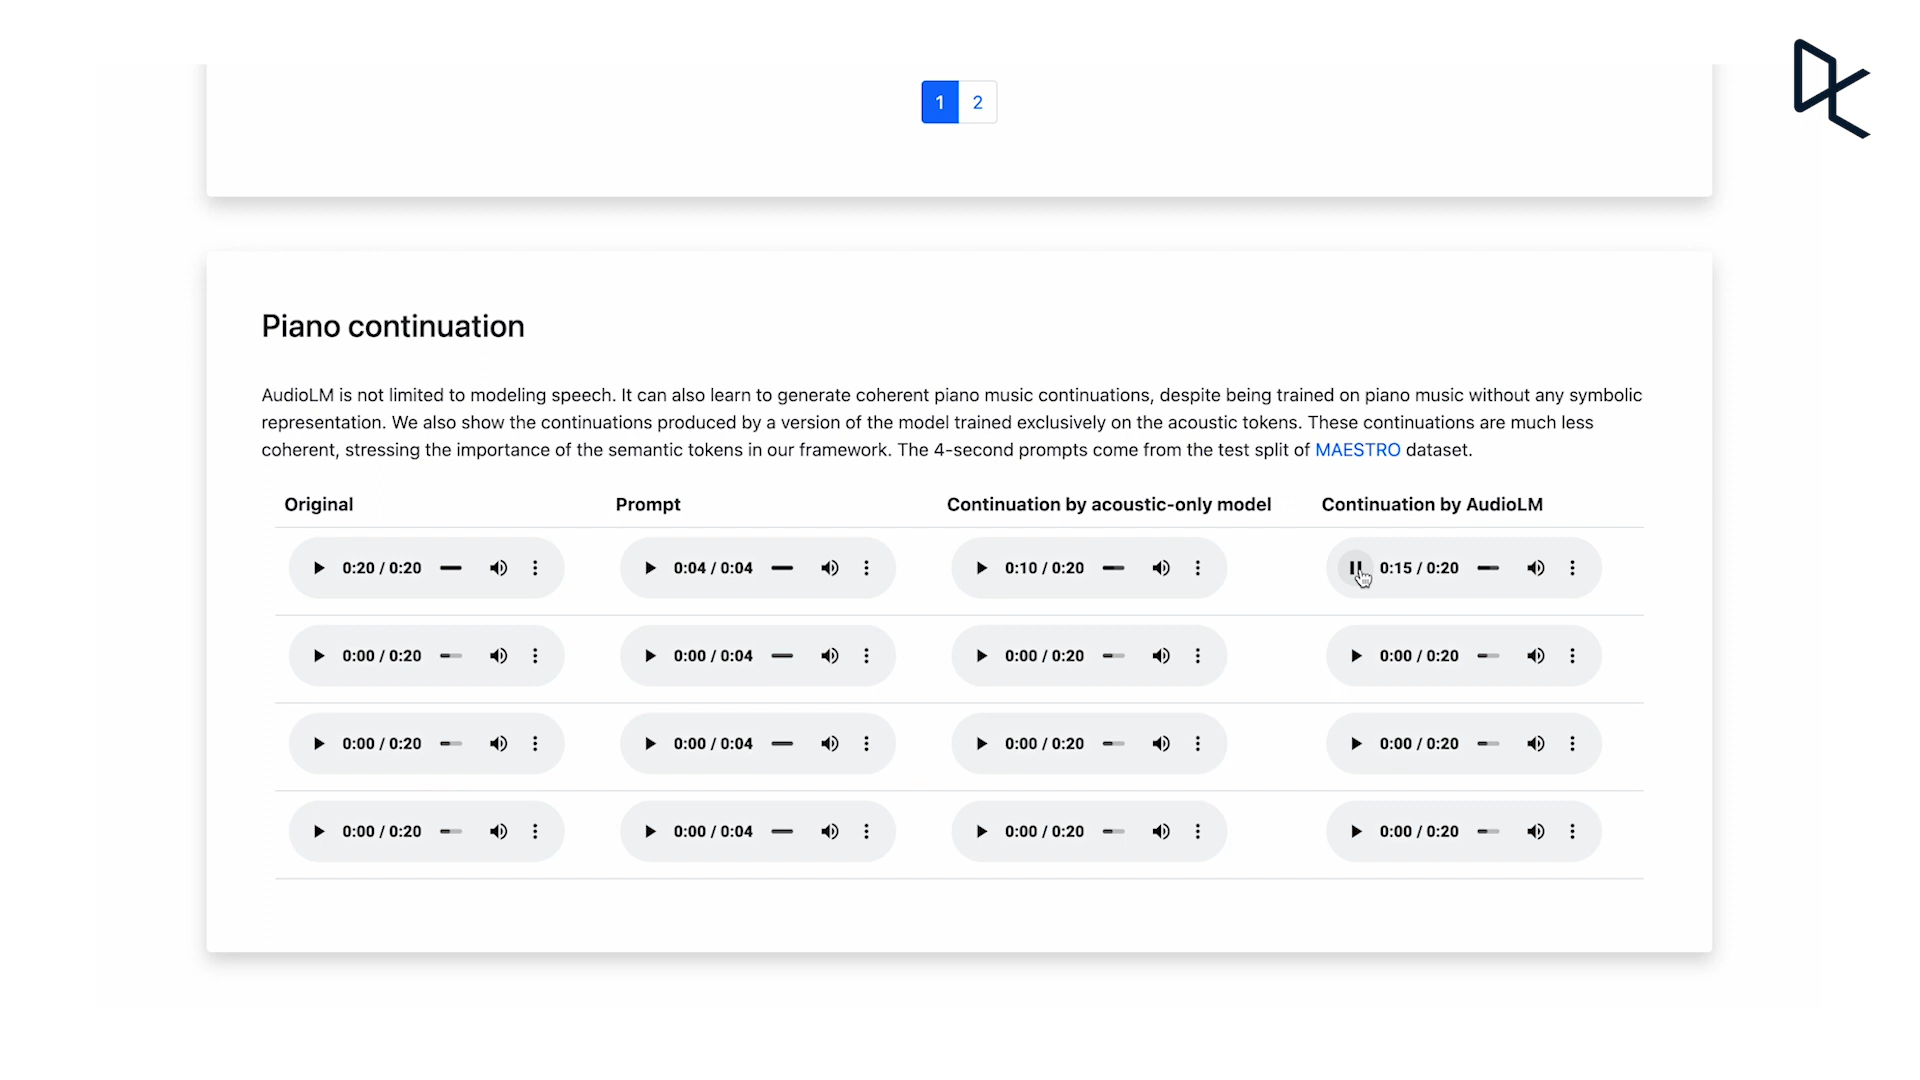 1 2
Piano continuation
AudioLM is not limited to modeling speech. It can also learn to generate coherent piano music continuations, despite being trained on piano music without any symbolic
representation. We also show the continuations produced by a version of the model trained exclusively on the acoustic tokens. These continuations are much less
coherent, stressing the importance of the semantic tokens in our framework. The 4-second prompts come from the test split of MAESTRO dataset.
Original Prompt Continuation by acoustic-only model Continuation by AudioLM
0:20 / 0:20 0:04 / 0:04 0:10 / 0:20 0:15 / 0:20
0:00 / 0:20 0:00 / 0:04 0:00 / 0:20 0:00 / 0:20
0:00 / 0:20 0:00 / 0:04 0:00 / 0:20 0:00 / 0:20
0:00 / 0:20 0:00 / 0:04 0:00 / 0:20 0:00 / 0:20